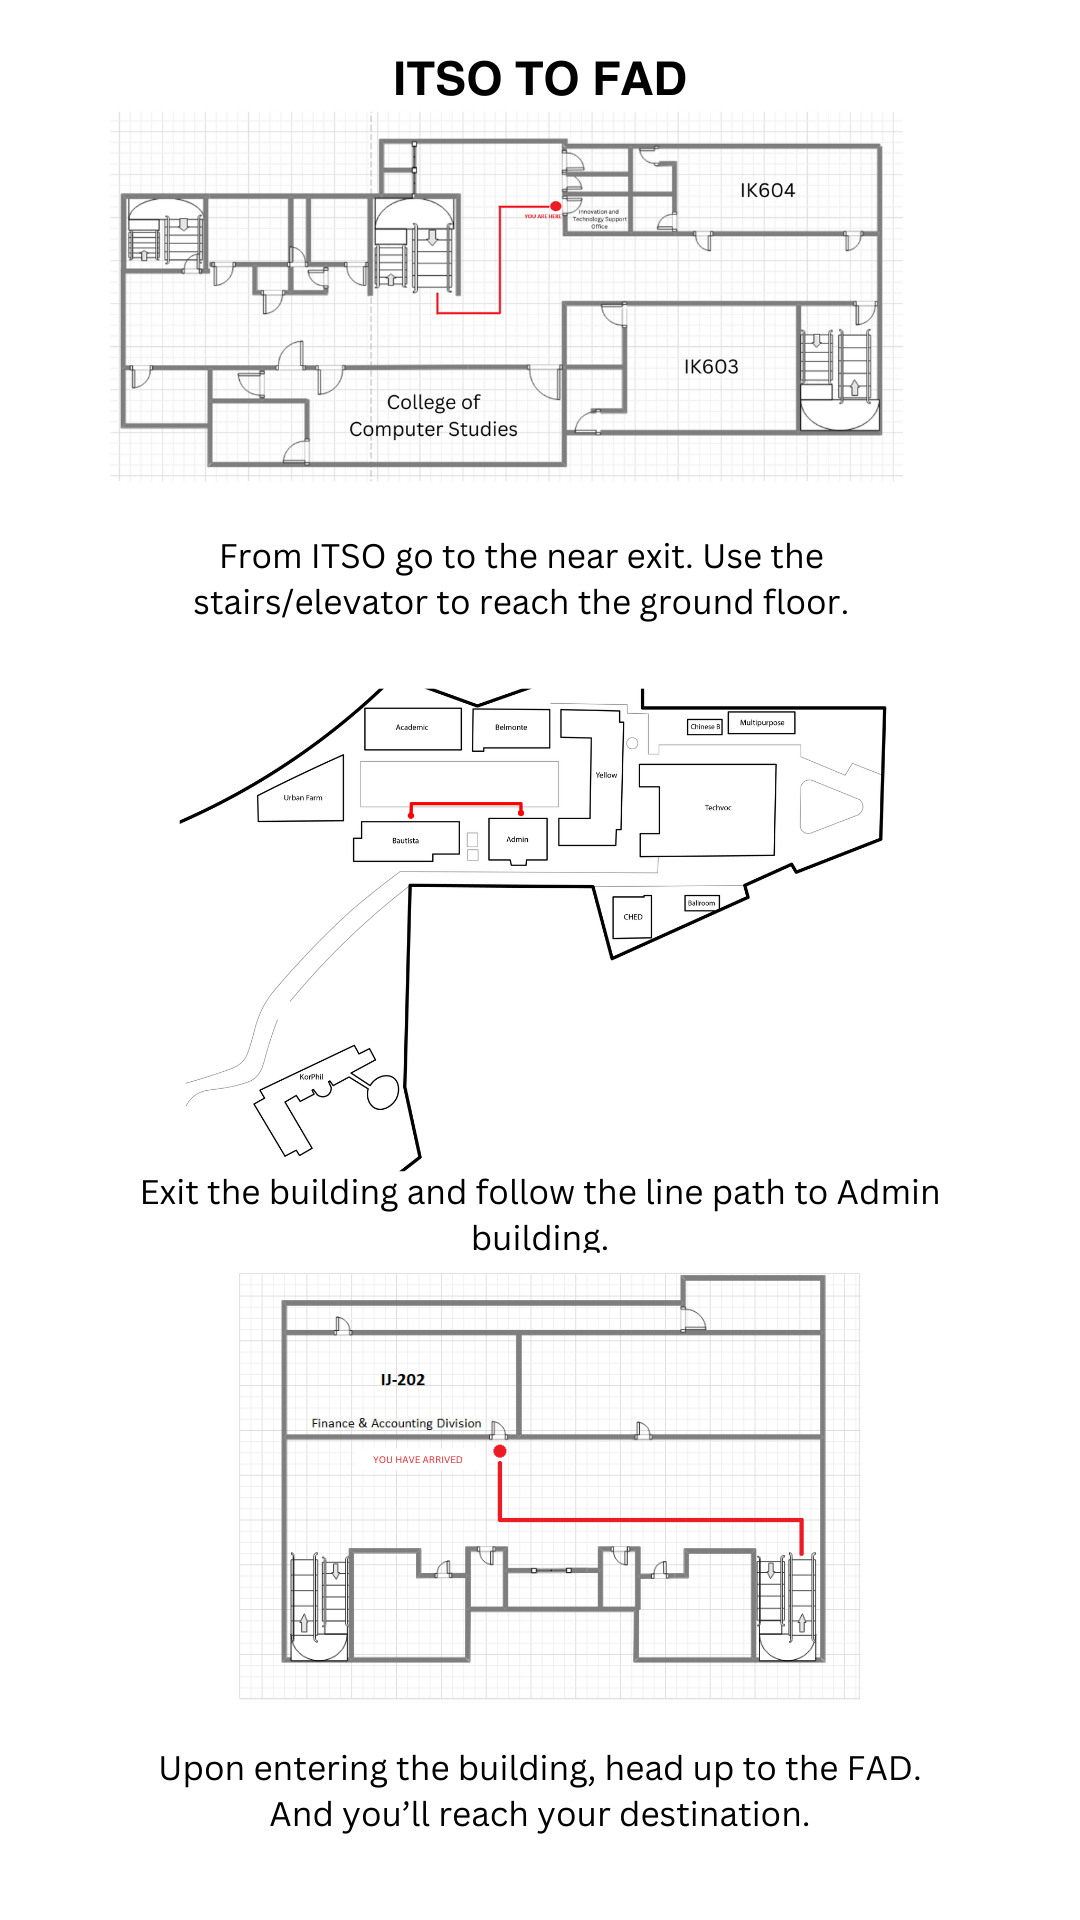 ITSO TO FAD
IK604
YOU ARE HERE
Innovation and
Technology Support
Office
IK603
College of
Computer Studies
From ITSO go to the near exit. Use the
stairs/elevator to reach the ground floor.
Academic
Belmonte
Chinese B
Multipurpose
Yellow
Urban Farm
Techvoc
Bautista
Admin
CHED
Ballroom
KorPhil
Exit the building and follow the line path to Admin
building.
IJ-202
Finance & Accounting Division
YOU HAVE ARRIVED
Upon entering the building, head up to the FAD.
And you’ll reach your destination.